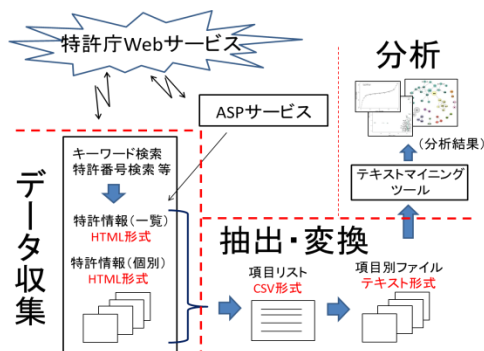 特許庁Webサービス
ASPサービス
データ収集
キーワード検索
特許番号検索 等
特許情報(一覧)
HTML形式
特許情報(個別)
HTML形式
抽出・変換
項目リスト
CSV形式
項目別ファイル
テキスト形式
分析
(分析結果)
テキストマイニング
ツール